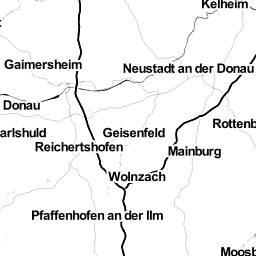 Kelheim
Gaimersheim
Neustadt an der Donau
Donau
Rottenb
arlshuld
Geisenfeld
Reichertshofen
Mainburg
Wolnzach
Pfaffenhofen an der Ilm
Moosb